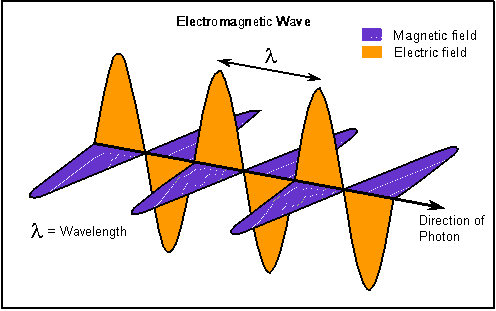 Electromagnetic Wave
Magnetic field
Electric field
λ
λ = Wavelength
Direction of
Photon